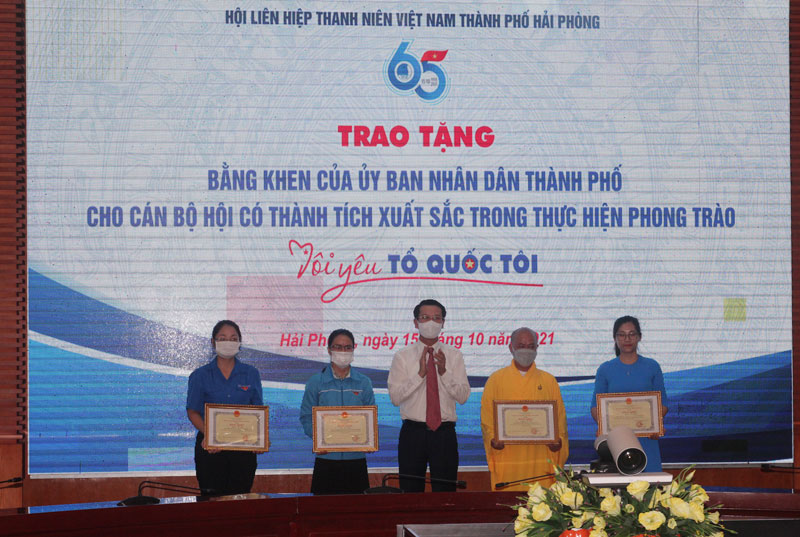 HỘI LIÊN HIỆP THANH NIÊN VIỆT NAM THÀNH PHỐ HẢI PHÒNG
65
TRAO TẶNG
BẰNG KHEN CỦA ỦY BAN NHÂN DÂN THÀNH PHỐ
CHO CÁN BỘ HỘI CÓ THÀNH TÍCH XUẤT SẮC TRONG THỰC HIỆN PHONG TRÀO
Tôi yêu TỔ QUỐC TÔI
Hải ngày 15 10